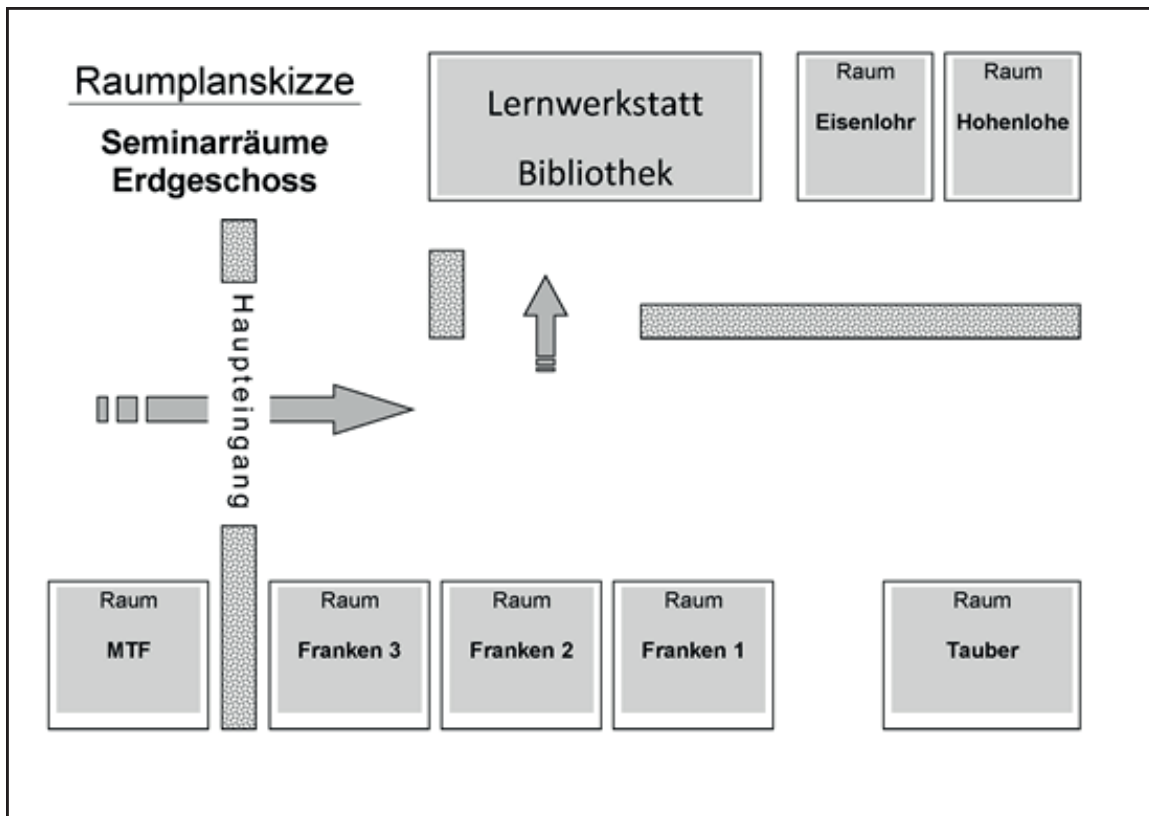 Raumplanskizze
Seminarräume
Erdgeschoss
Lernwerkstatt
Bibliothek
Raum
Eisenlohr
Raum
Hohenlohe
Haupteingang
Raum
MTF
Raum
Franken 3
Raum
Franken 2
Raum
Franken 1
Raum
Tauber